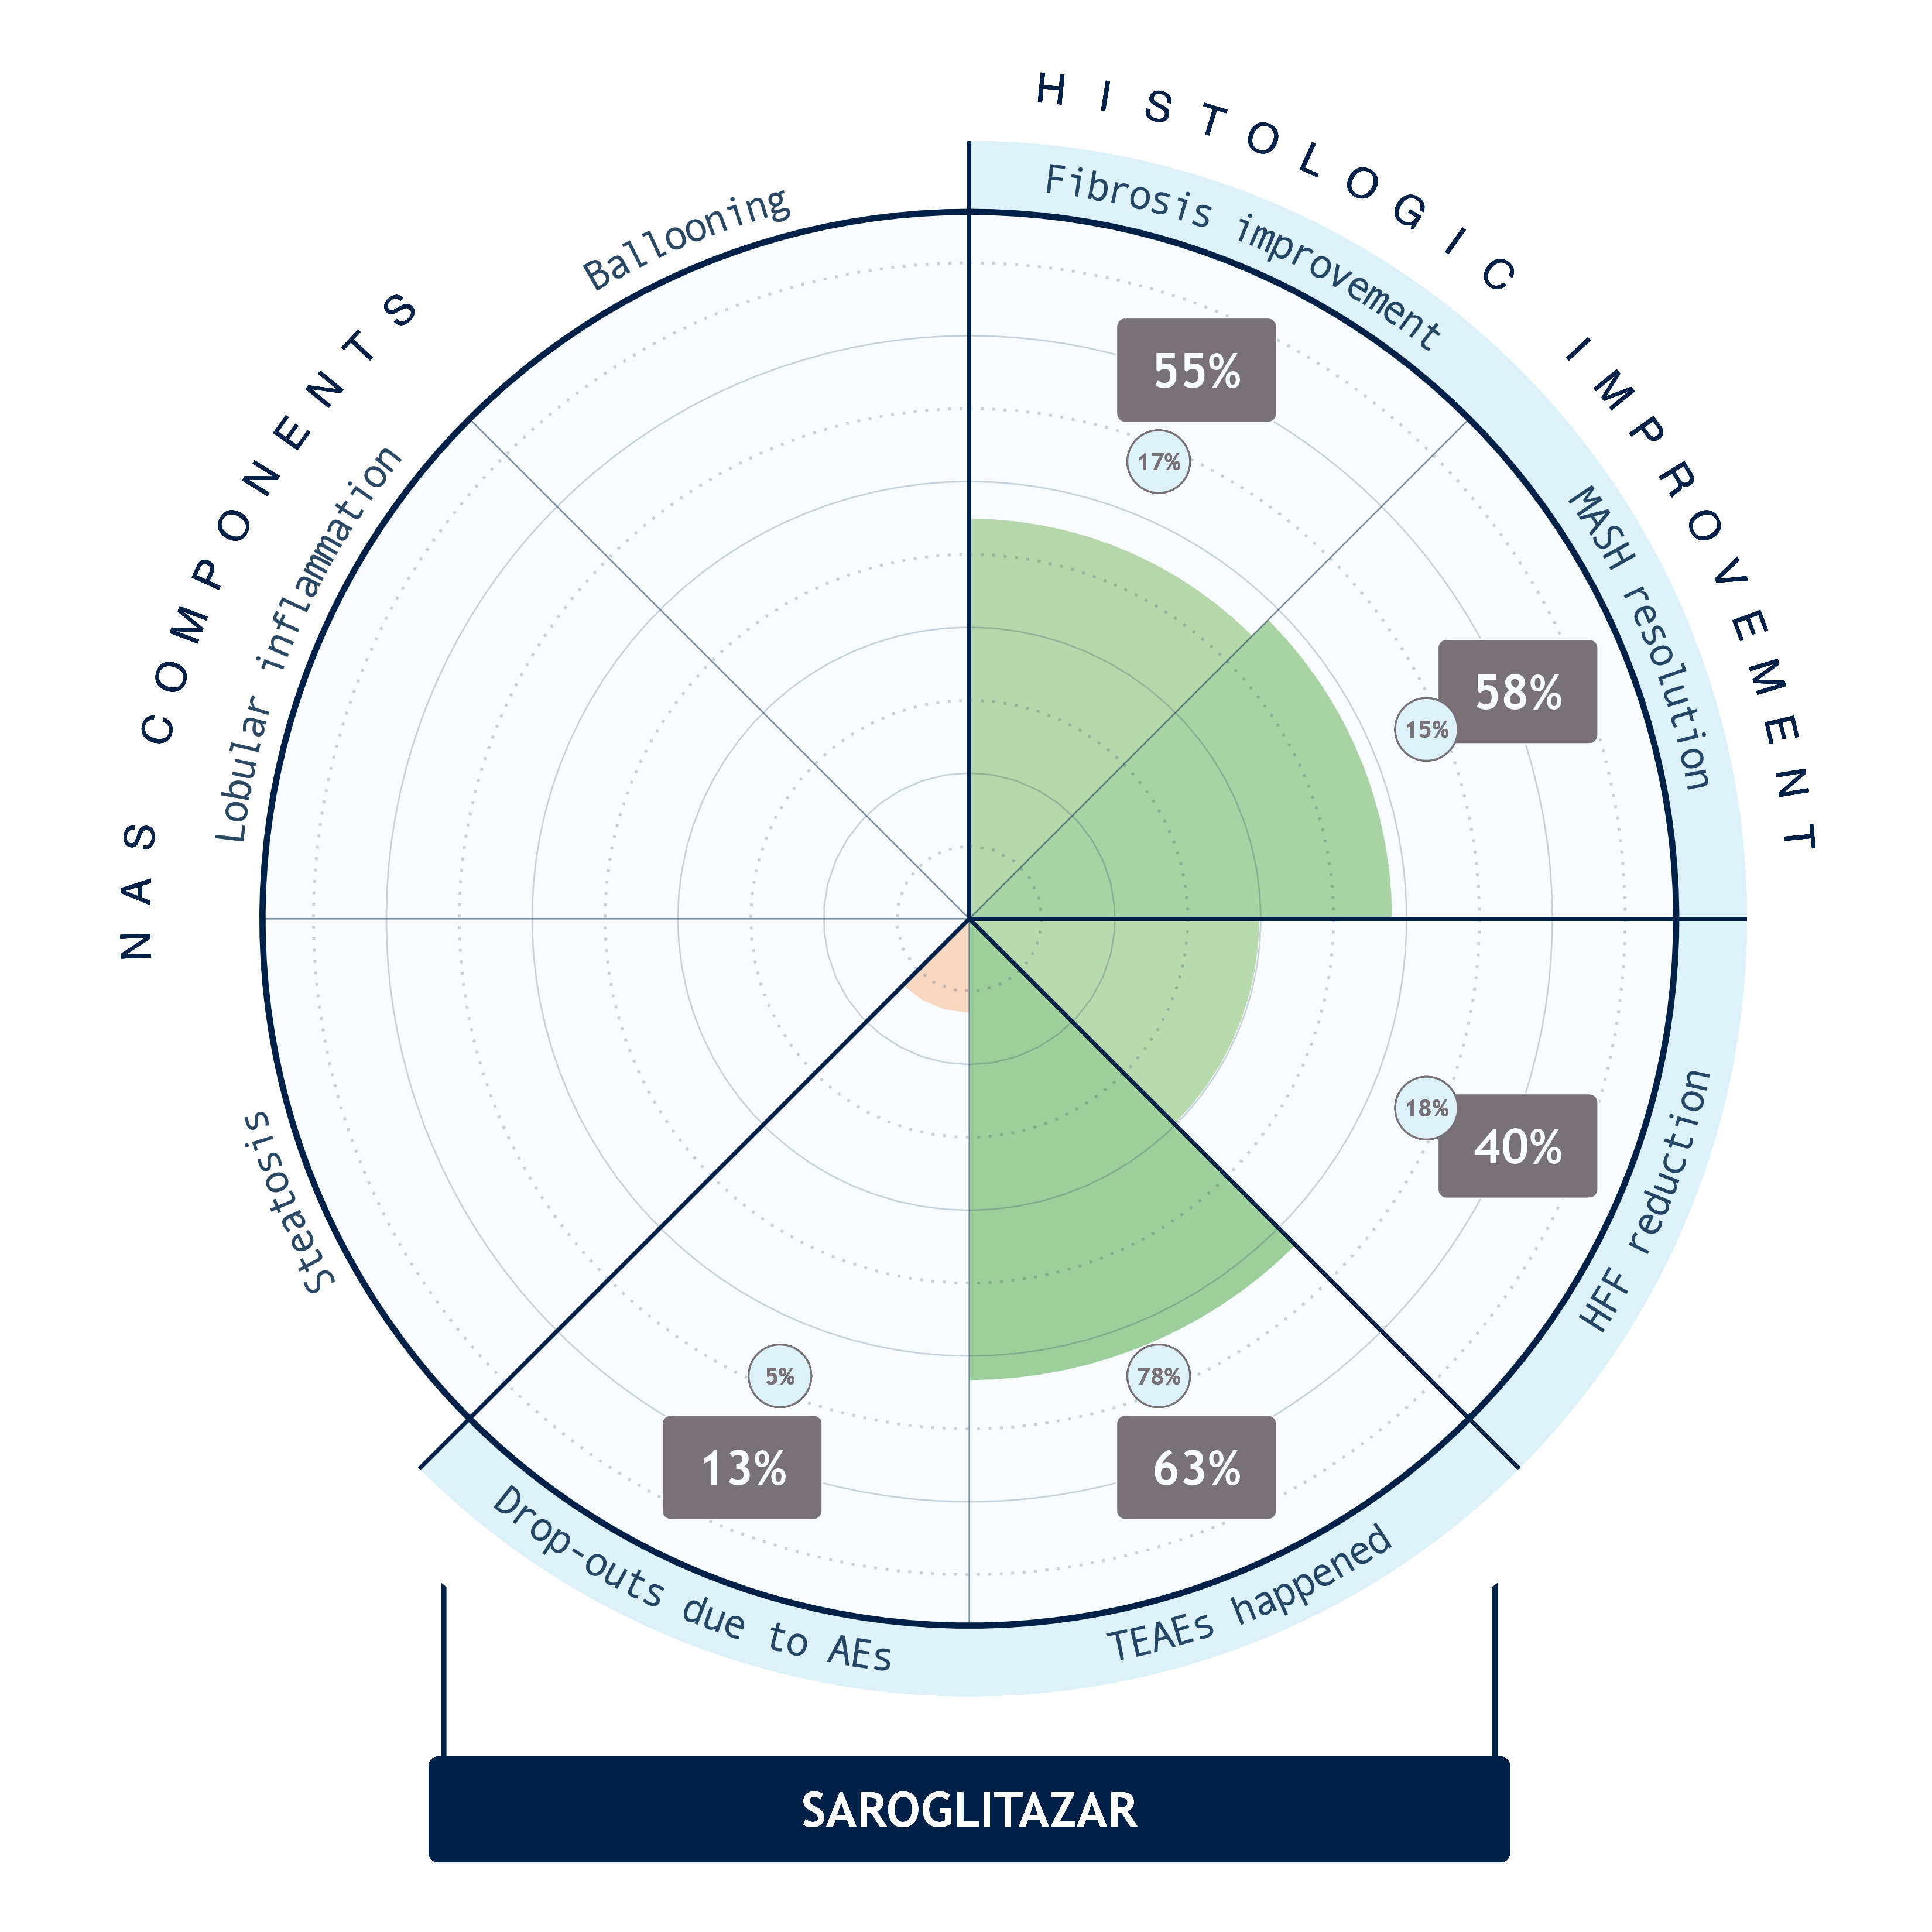 HISTOLOGIC IMPROVEMENT
Fibrosis improvement
55%
17%
MASH resolution
58%
15%
HFF reduction
18%
40%
TEAEs happened
78%
63%
Drop-outs due to AEs
5%
13%
NAS COMPONENTS
Steatosis
Lobular inflammation
Ballooning
SAROGLITAZAR